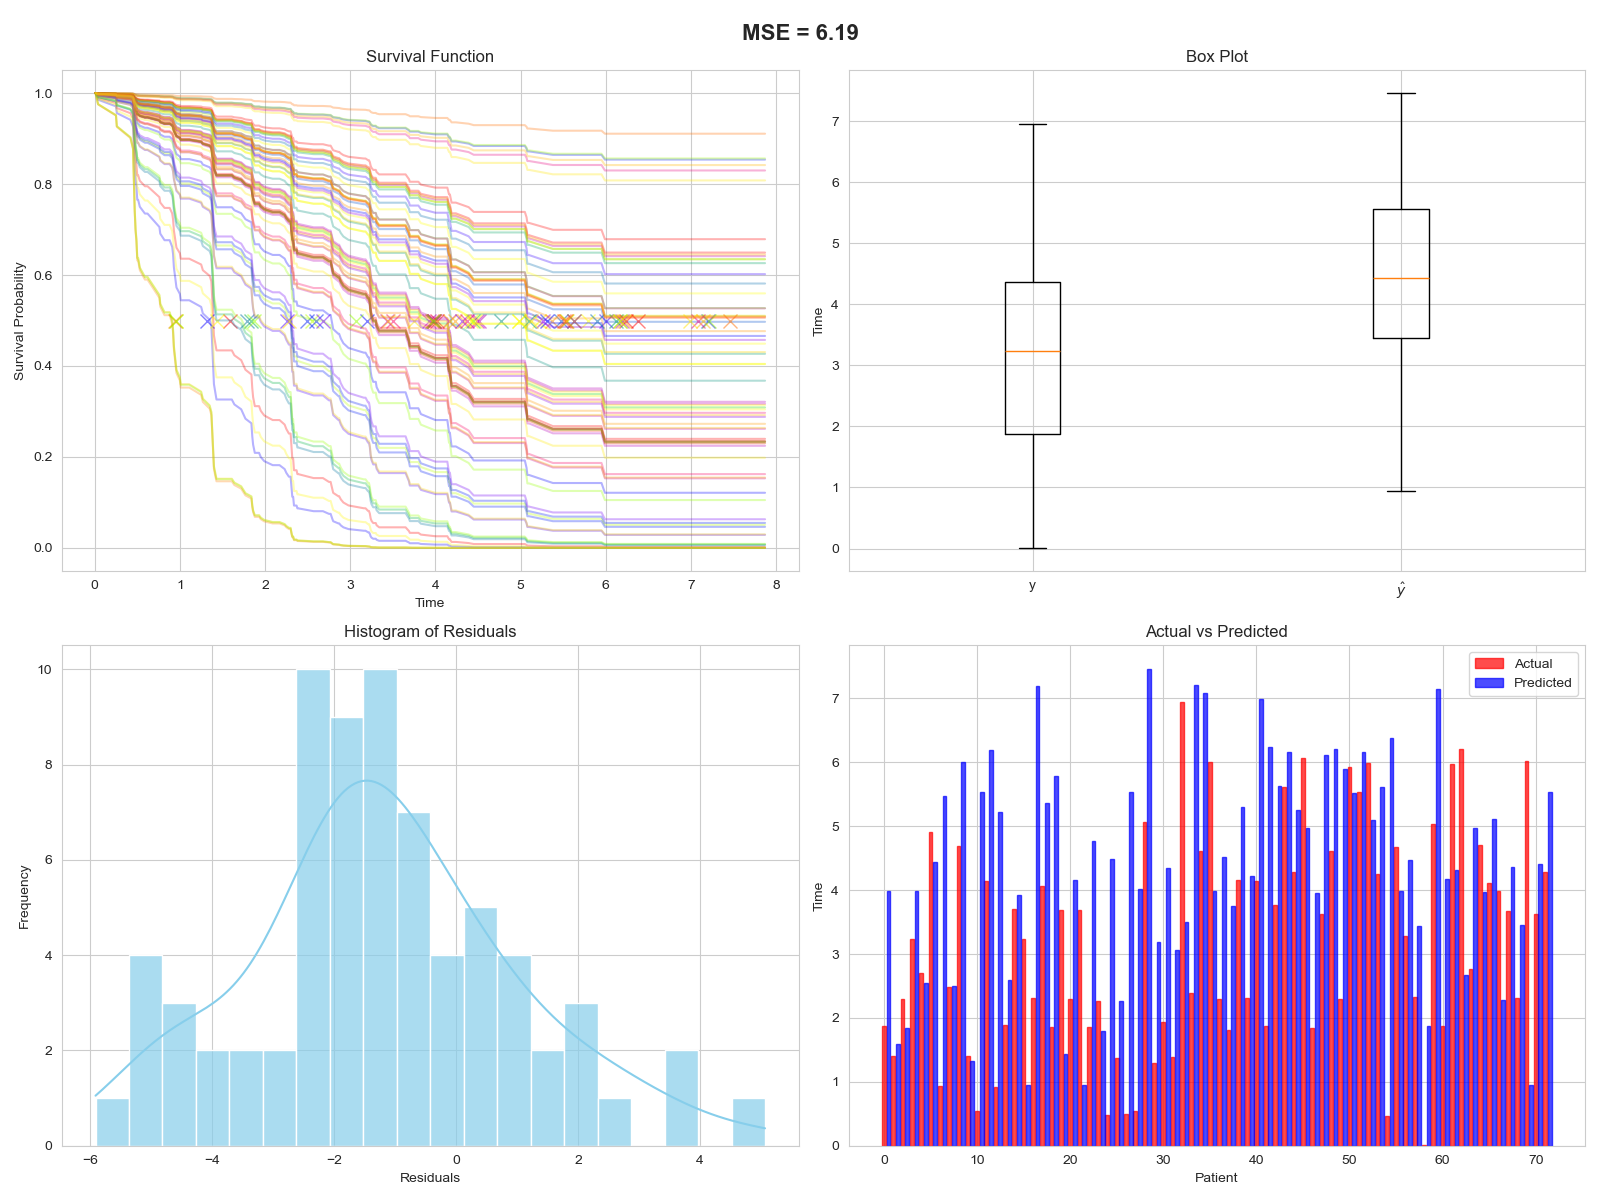 MSE = 6.19
Survival Function
1.0
0.8
0.6
0.4
0.2
0.0
Survival Probability
0 1 2 3 4 5 6 7 8
Time
Box Plot
7
6
5
4
3
2
1
0
Time
y ŷ
Histogram of Residuals
10
8
6
4
2
0
Frequency
−6 −4 −2 0 2 4
Residuals
Actual vs Predicted
Actual
Predicted
7
6
5
4
3
2
1
0
Time
0 10 20 30 40 50 60 70
Patient